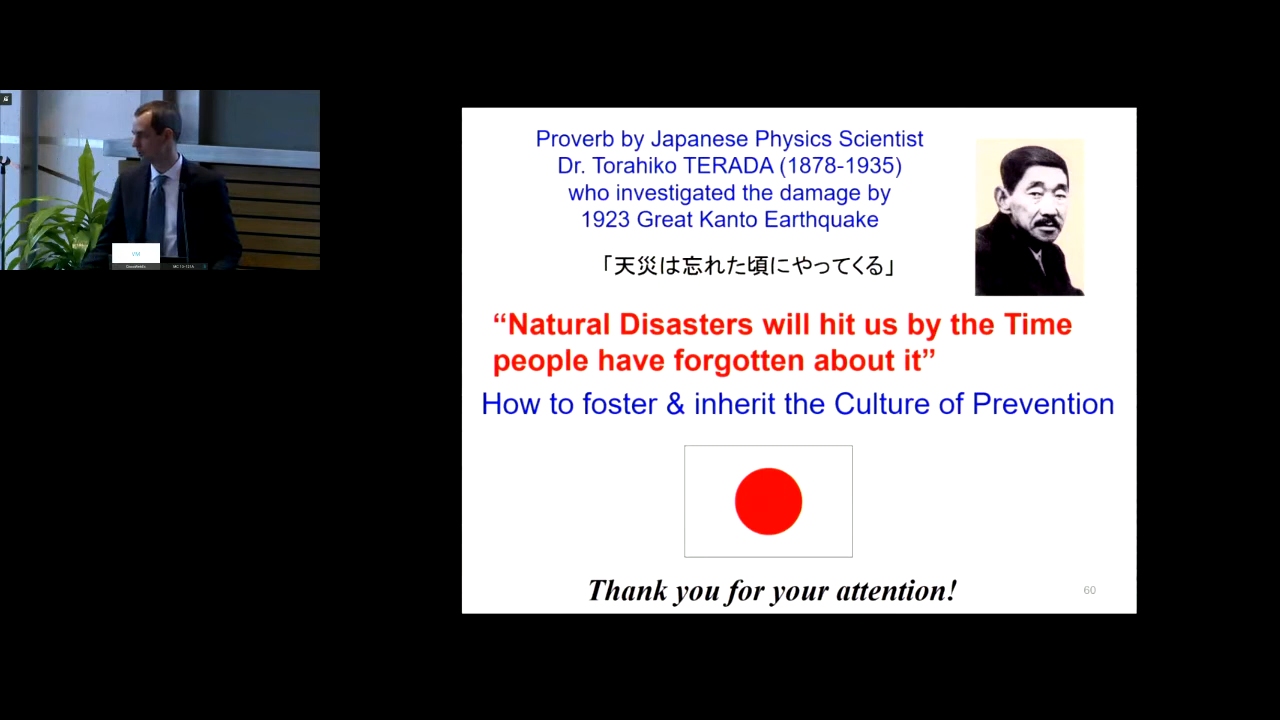 Proverb by Japanese Physics Scientist
Dr. Torahiko TERADA (1878-1935)
who investigated the damage by
1923 Great Kanto Earthquake
「天災は忘れた頃にやってくる」
“Natural Disasters will hit us by the Time
people have forgotten about it”
How to foster & inherit the Culture of Prevention
Thank you for your attention!
60
VM